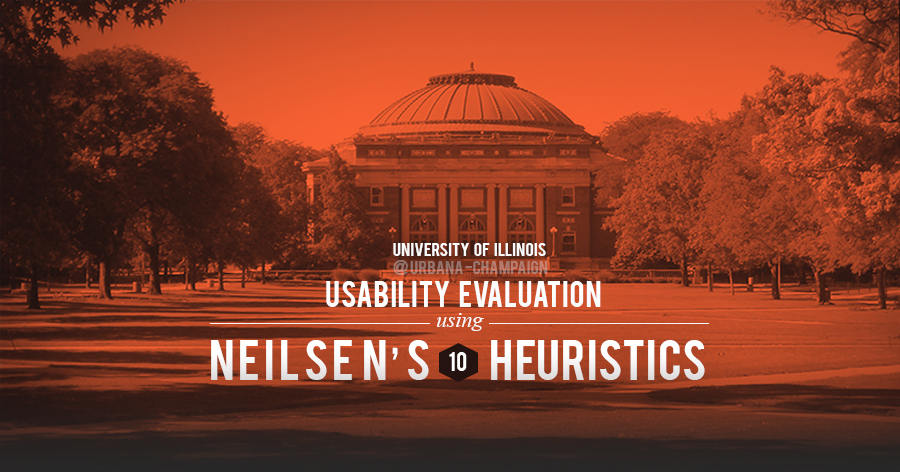 UNIVERSITY OF ILLINOIS
@URBANA-CHAMPAIGN
USABILITY EVALUATION
using
NEILSEN'S 10 HEURISTICS